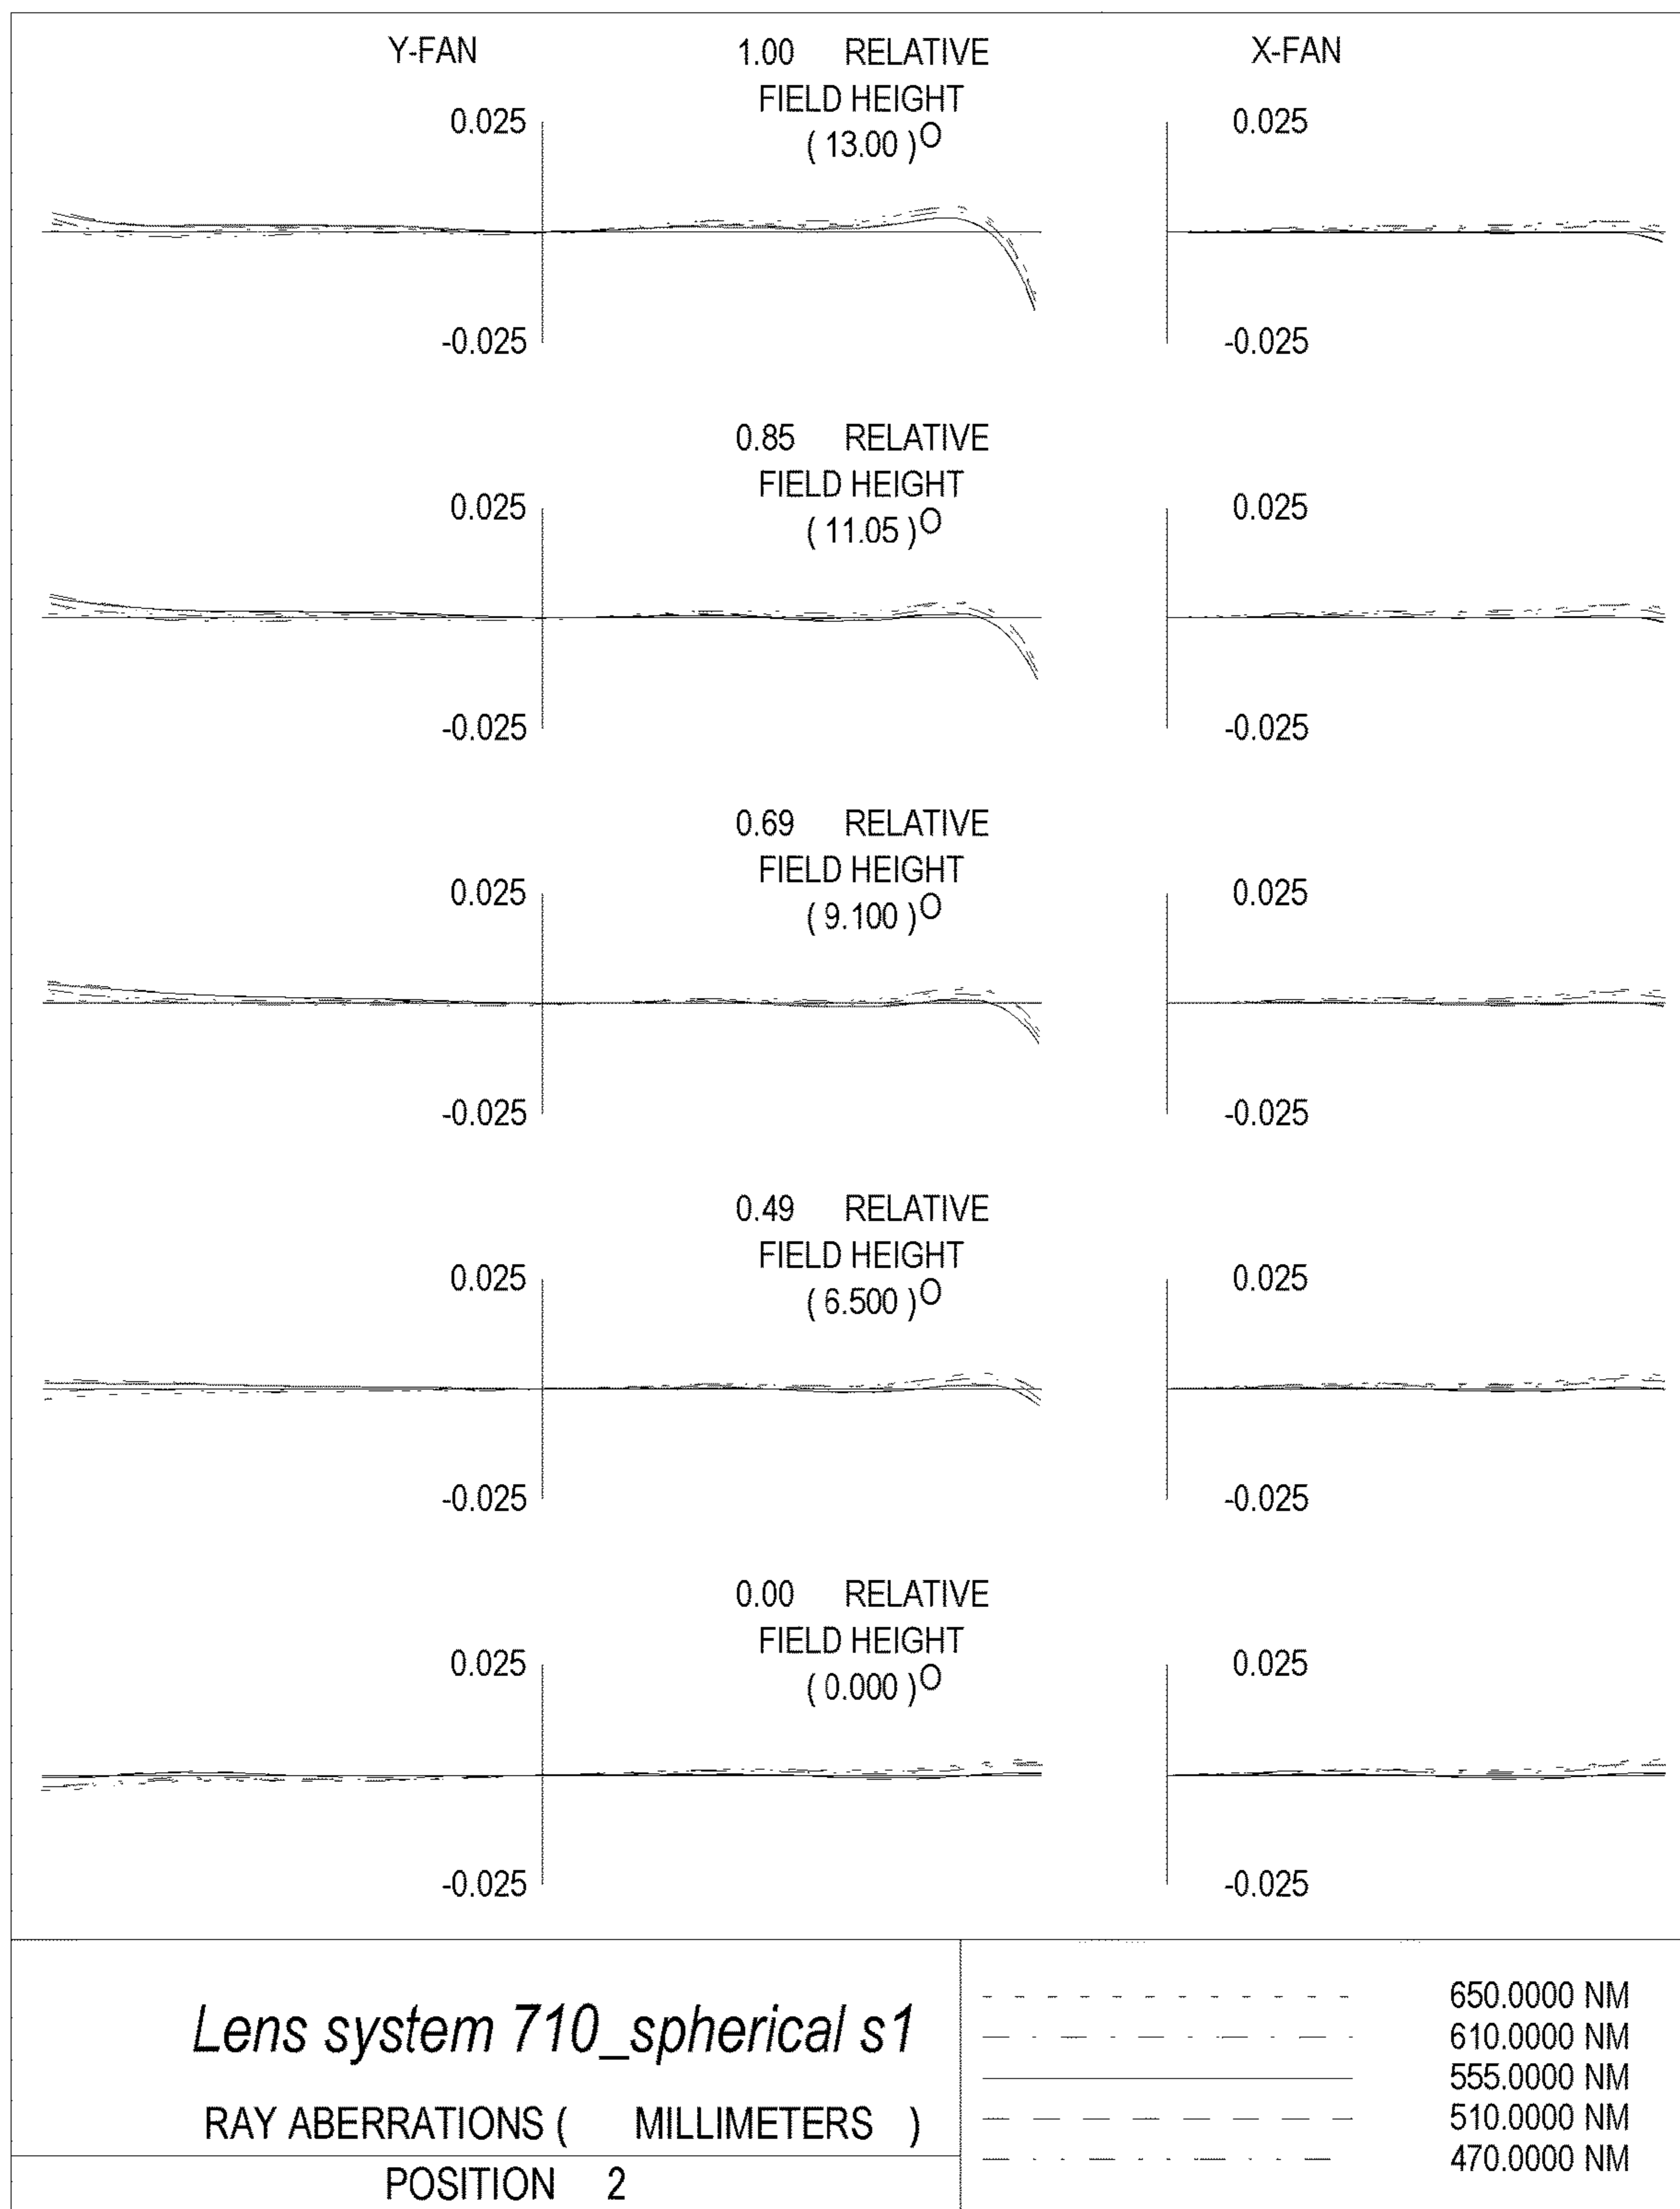 Y-FAN 1.00 RELATIVE X-FAN
FIELD HEIGHT
0.025 ( 13.00 )O 0.025
-0.025 -0.025
0.85 RELATIVE
FIELD HEIGHT
0.025 ( 11.05 )O 0.025
-0.025 -0.025
0.69 RELATIVE
FIELD HEIGHT
0.025 ( 9.100 )O 0.025
-0.025 -0.025
0.49 RELATIVE
FIELD HEIGHT
0.025 ( 6.500 )O 0.025
-0.025 -0.025
0.00 RELATIVE
FIELD HEIGHT
0.025 ( 0.000 )O 0.025
-0.025 -0.025
Lens system 710_spherical s1
RAY ABERRATIONS ( MILLIMETERS )
POSITION 2
650.0000 NM
610.0000 NM
555.0000 NM
510.0000 NM
470.0000 NM